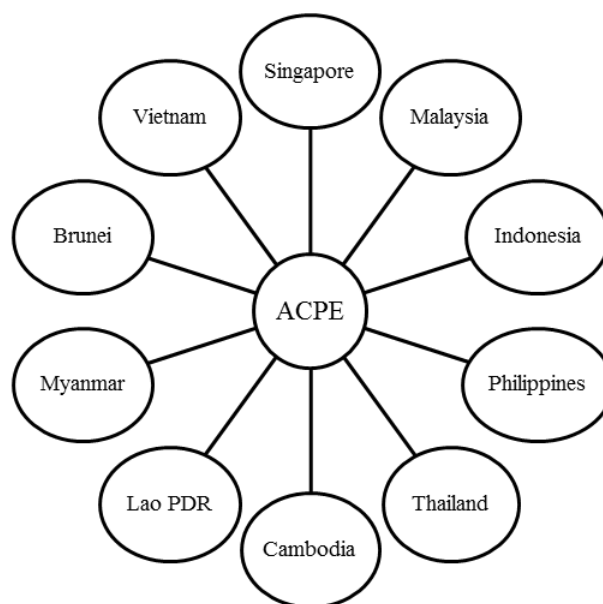 Singapore
Vietnam
Malaysia
Brunei
Indonesia
ACPE
Myanmar
Philippines
Lao PDR
Thailand
Cambodia